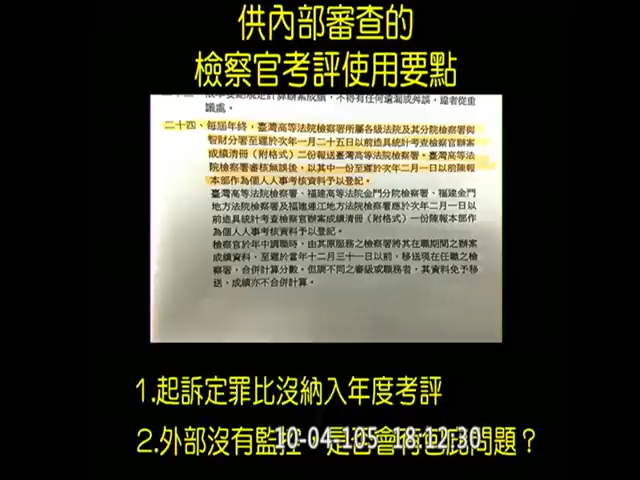 供內部審查的
檢察官考評使用要點
識處。
二十四、每屆年終，臺灣高等法院檢察署所屬各級法院及其分院檢察署與
智財分署至遲於次年一月二十五日以前造具統計考查檢察官辦案
成績清冊（附格式）二份報送臺灣高等法院檢察署，臺灣高等法
院檢察署審核無誤後，以其中一份至遲於次年二月一日以前陳報
本部作為個人人事考核資料予以登記。
臺灣高等法院檢察署、福建高等法院金門分院檢察署、福建金門
地方法院檢察署及福建連江地方法院檢察署應於次年二月一日以
前造具統計考查檢察官辦案成績清冊（附格式）一份陳報本部作
為個人人事考核資料予以登記。
檢察官於年中調職時，由其原服務之檢察署將其在職期間之辦案
成績資料，至遲於當年十二月三十一日以前，移送現在任職之檢
察署，合併計算分數。但調不同之審級或職務者，其資料免予移
送，成績亦不合併計算。
1.起訴定罪比沒納入年度考評
2.外部沒有監控，是否會有包庇問題？
10-04-105 18:12:30